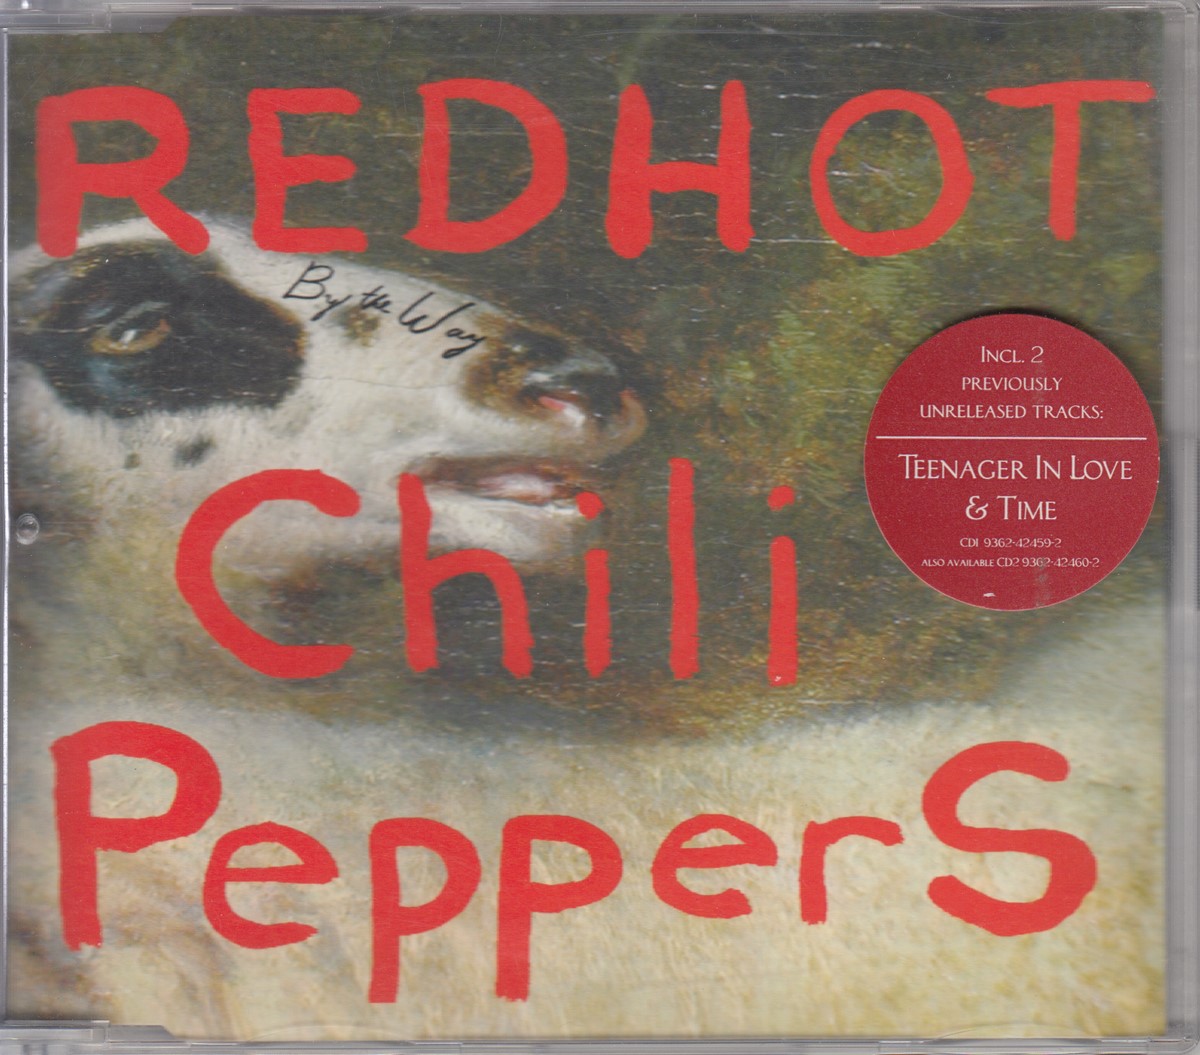 REDHOT
By the Way
INCL. 2
PREVIOUSLY
UNRELEASED TRACKS:
TEENAGER IN LOVE
& TIME
CD1 9362-42459-2
ALSO AVAILABLE CD2 9362-42460-2
Chili
PeppерS